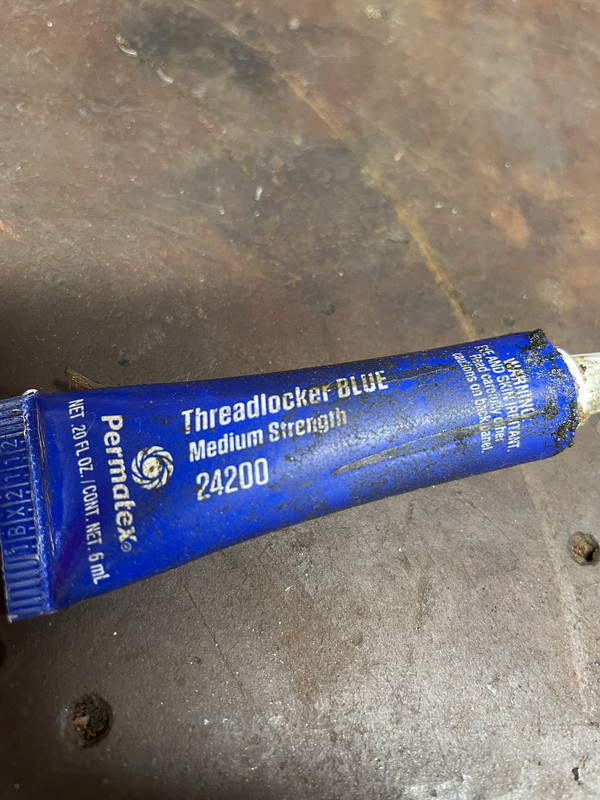 Threadlocker BLUE
Medium Strength
24200
Permatex®
NET .20 FL. OZ. / CONT. NET. 6 mL
WARNING:
EYE AND SKIN IRRITANT.
Read carefully other
cautions on back panel.